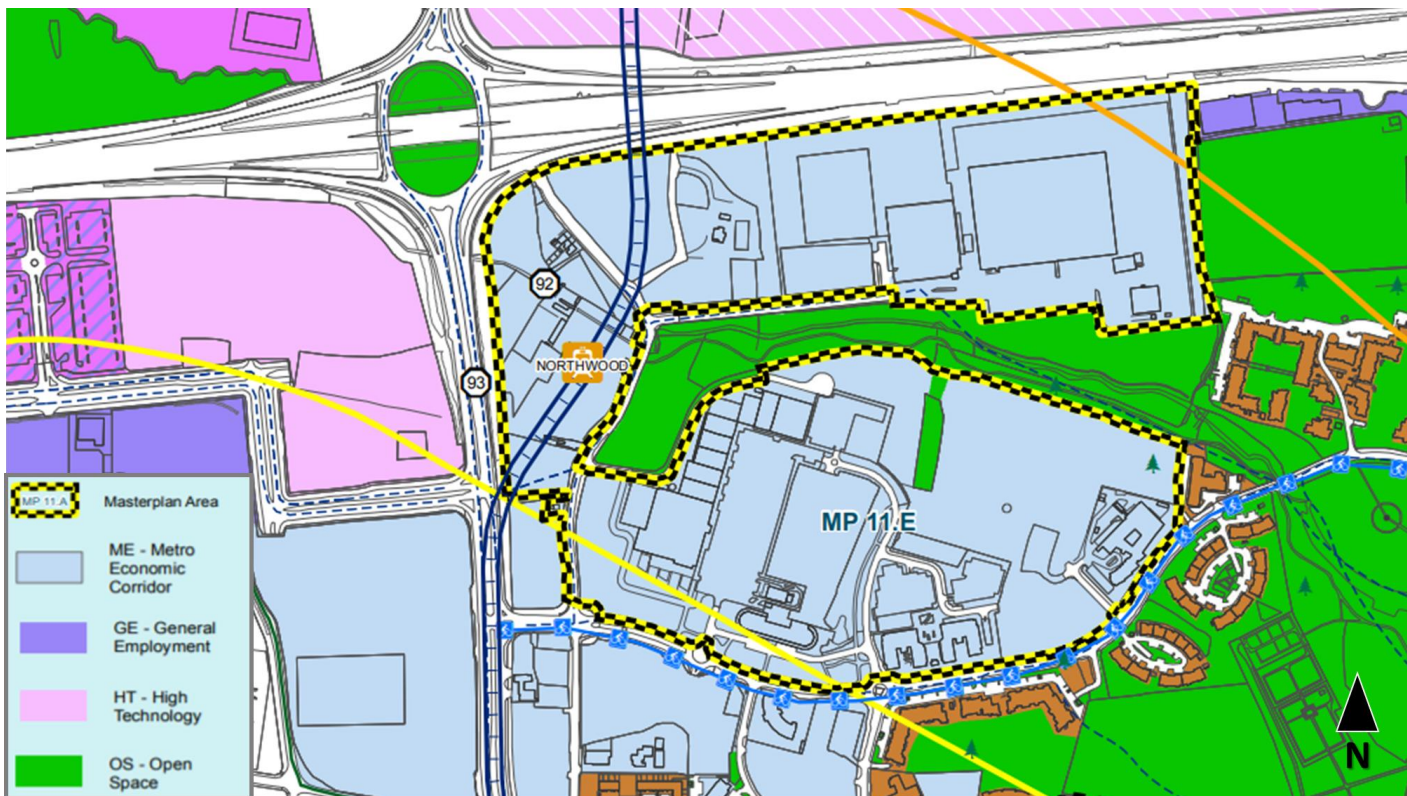 92
NORTHWOOD
93
MP 11.E
MP 11.A
Masterplan Area
ME - Metro
Economic
Corridor
GE - General
Employment
HT - High
Technology
OS - Open
Space
N